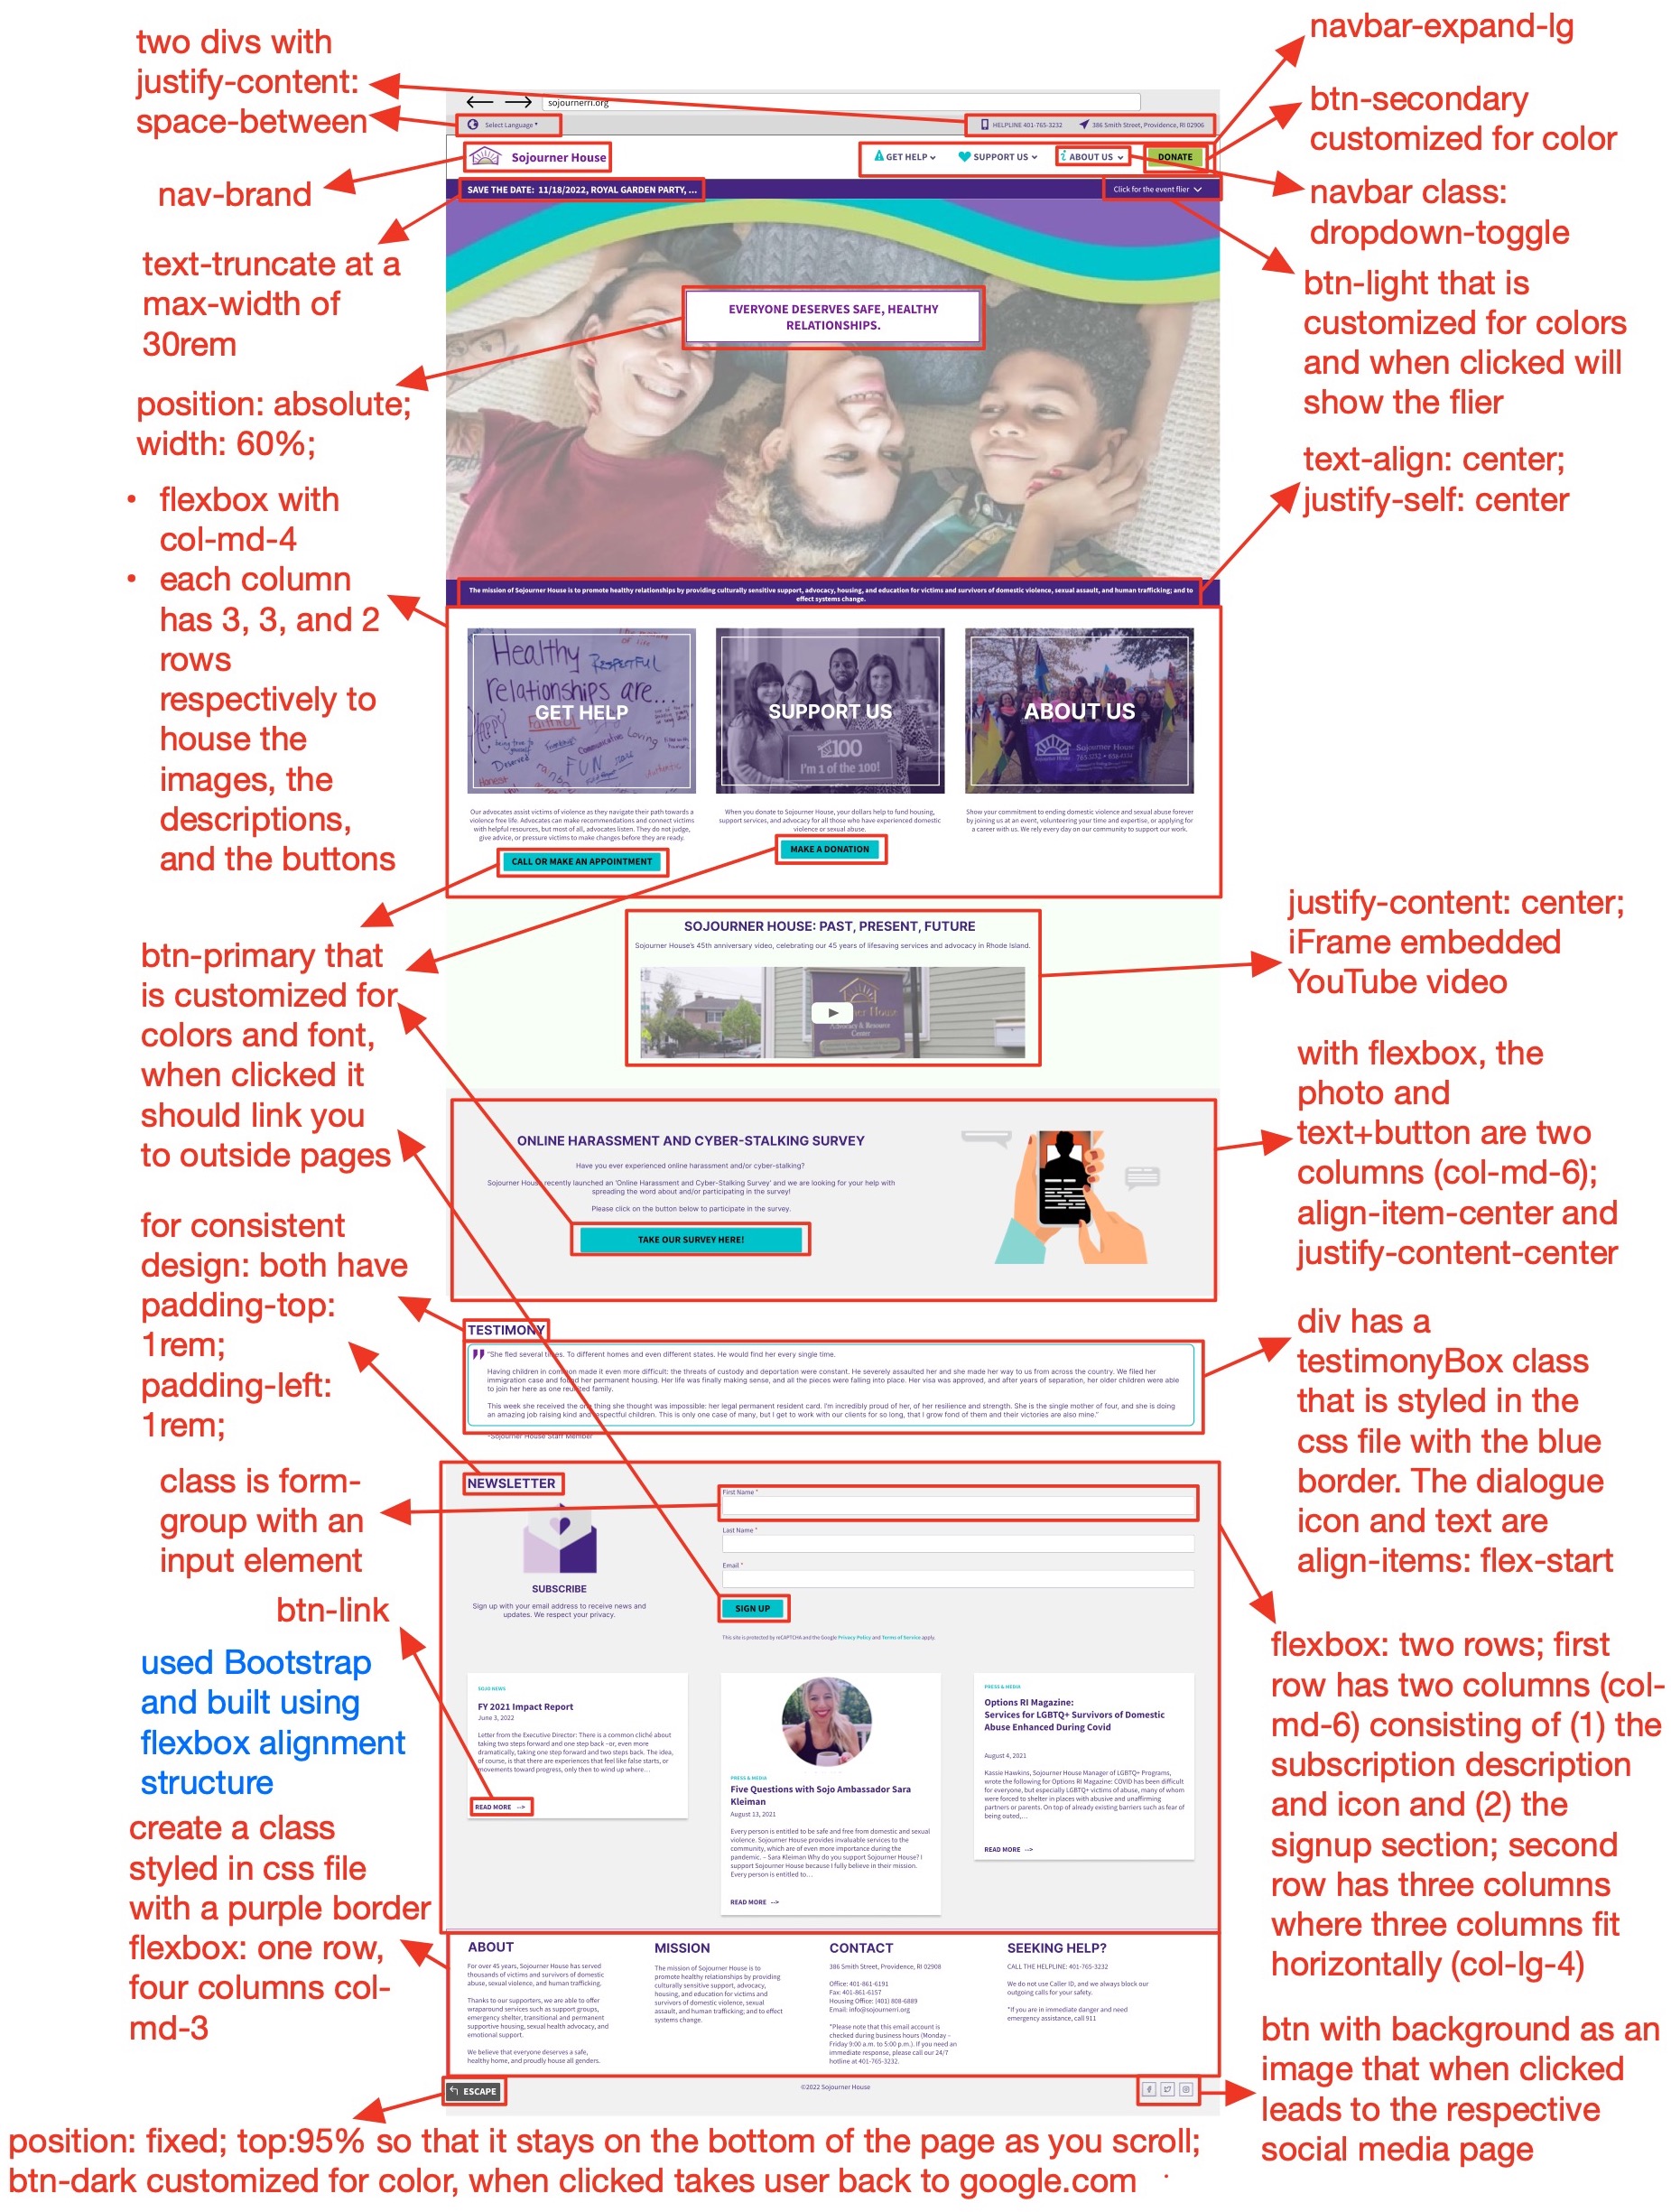 two divs with
justify-content:
space-between
nav-brand
text-truncate at a
max-width of
30rem
position: absolute;
width: 60%;
• flexbox with
col-md-4
• each column
has 3, 3, and 2
rows
respectively to
house the
images, the
descriptions,
and the buttons
btn-primary that
is customized for
colors and font,
when clicked it
should link you
to outside pages
for consistent
design: both have
padding-top:
1rem;
padding-left:
1rem;
class is form-
group with an
input element
btn-link
used Bootstrap
and built using
flexbox alignment
structure
create a class
styled in css file
with a purple border
flexbox: one row,
four columns col-
md-3
sojournerri.org
Select Language
HELPLINE 401-765-3232
386 Smith Street, Providence, RI 02906
Sojourner House
GET HELP
SUPPORT US
ABOUT US
DONATE
SAVE THE DATE: 11/18/2022, ROYAL GARDEN PARTY, ...
Click for the event flier
EVERYONE DESERVES SAFE, HEALTHY
RELATIONSHIPS.
The mission of Sojourner House is to promote healthy relationships by providing culturally sensitive support, advocacy, housing, and education for victims and survivors of domestic violence, sexual assault, and human trafficking; and to
effect systems change.
Healthy
RESPECTFUL
relationships are...
GET HELP
HAPPY
Communicative Loving
FUN
Honest
SUPPORT US
$100
I'm 1 of the 100!
ABOUT US
Sojourner House
Our advocates assist victims of violence as they navigate their path towards a
violence free life. Advocates can make recommendations and connect victims
with helpful resources, but most of all, advocates listen. They do not judge,
give advice, or pressure victims to make changes before they are ready.
CALL OR MAKE AN APPOINTMENT
When you donate to Sojourner House, your dollars help to fund housing,
support services, and advocacy for all those who have experienced domestic
violence or sexual abuse.
MAKE A DONATION
Show your commitment to ending domestic violence and sexual abuse forever
by joining us at an event, volunteering your time and expertise, or applying for
a career with us. We rely every day on our community to support our work.
SOJOURNER HOUSE: PAST, PRESENT, FUTURE
Sojourner House's 45th anniversary video, celebrating our 45 years of lifesaving services and advocacy in Rhode Island.
Advocacy & Resource
Center
ONLINE HARASSMENT AND CYBER-STALKING SURVEY
Have you ever experienced online harassment and/or cyber-stalking?
Sojourner House recently launched an 'Online Harassment and Cyber-Stalking Survey' and we are looking for your help with
spreading the word about and/or participating in the survey!
Please click on the button below to participate in the survey.
TAKE OUR SURVEY HERE!
TESTIMONY
"She fled several times. To different homes and even different states. He would find her every single time.
Having children in common made it even more difficult: the threats of custody and deportation were constant. He severely assaulted her and she made her way to us from across the country. We filed her
immigration case and found her permanent housing. Her life was finally making sense, and all the pieces were falling into place. Her visa was approved, and after years of separation, her older children were able
to join her here as one reunited family.
This week she received the one thing she thought was impossible: her legal permanent resident card. I'm incredibly proud of her, of her resilience and strength. She is the single mother of four, and she is doing
an amazing job raising kind and respectful children. This is only one case of many, but I get to work with our clients for so long, that I grow fond of them and their victories are also mine."
-Sojourner House Staff Member
NEWSLETTER
SUBSCRIBE
Sign up with your email address to receive news and
updates. We respect your privacy.
First Name *
Last Name *
Email *
SIGN UP
This site is protected by reCAPTCHA and the Google Privacy Policy and Terms of Service apply.
SOJO NEWS
FY 2021 Impact Report
June 3, 2022
Letter from the Executive Director: There is a common cliché about
taking two steps forward and one step back -or, even more
dramatically, taking one step forward and two steps back. The idea,
of course, is that there are experiences that feel like false starts, or
movements toward progress, only then to wind up where...
READ MORE -->
PRESS & MEDIA
Five Questions with Sojo Ambassador Sara
Kleiman
August 13, 2021
Every person is entitled to be safe and free from domestic and sexual
violence. Sojourner House provides invaluable services to the
community, which are of even more importance during the
pandemic. – Sara Kleiman Why do you support Sojourner House? I
support Sojourner House because I fully believe in their mission.
Every person is entitled to...
READ MORE -->
PRESS & MEDIA
Options RI Magazine:
Services for LGBTQ+ Survivors of Domestic
Abuse Enhanced During Covid
August 4, 2021
Kassie Hawkins, Sojourner House Manager of LGBTQ+ Programs,
wrote the following for Options RI Magazine: COVID has been difficult
for everyone, but especially LGBTQ+ victims of abuse, many of whom
were forced to shelter in places with abusive and unaffirming
partners or parents. On top of already existing barriers such as fear of
being outed,...
READ MORE -->
ABOUT
For over 45 years, Sojourner House has served
thousands of victims and survivors of domestic
abuse, sexual violence, and human trafficking.
Thanks to our supporters, we are able to offer
wraparound services such as support groups,
emergency shelter, transitional and permanent
supportive housing, sexual health advocacy, and
emotional support.
We believe that everyone deserves a safe,
healthy home, and proudly house all genders.
MISSION
The mission of Sojourner House is to
promote healthy relationships by providing
culturally sensitive support, advocacy,
housing, and education for victims and
survivors of domestic violence, sexual
assault, and human trafficking; and to effect
systems change.
CONTACT
386 Smith Street, Providence, RI 02908
Office: 401-861-6191
Fax: 401-861-6157
Housing Office: (401) 808-6889
Email: info@sojournerri.org
*Please note that this email account is
checked during business hours (Monday –
Friday 9:00 a.m. to 5:00 p.m.). If you need an
immediate response, please call our 24/7
hotline at 401-765-3232.
SEEKING HELP?
CALL THE HELPLINE: 401-765-3232
We do not use Caller ID, and we always block our
outgoing calls for your safety.
*If you are in immediate danger and need
emergency assistance, call 911
ESCAPE
©2022 Sojourner House
navbar-expand-lg
btn-secondary
customized for color
navbar class:
dropdown-toggle
btn-light that is
customized for colors
and when clicked will
show the flier
text-align: center;
justify-self: center
justify-content: center;
iFrame embedded
YouTube video
with flexbox, the
photo and
text+button are two
columns (col-md-6);
align-item-center and
justify-content-center
div has a
testimonyBox class
that is styled in the
css file with the blue
border. The dialogue
icon and text are
align-items: flex-start
flexbox: two rows; first
row has two columns (col-
md-6) consisting of (1) the
subscription description
and icon and (2) the
signup section; second
row has three columns
where three columns fit
horizontally (col-lg-4)
btn with background as an
image that when clicked
leads to the respective
social media page
position: fixed; top:95% so that it stays on the bottom of the page as you scroll;
btn-dark customized for color, when clicked takes user back to google.com